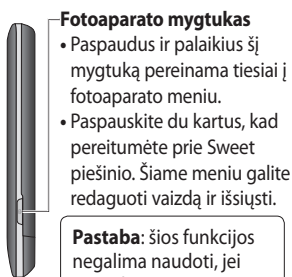 Fotoaparato mygtukas
• Paspaudus ir palaikius šį
mygtuką pereinama tiesiai į
fotoaparato meniu.
• Paspauskite du kartus, kad
pereitumėte prie Sweet
piešinio. Šiame meniu galite
redaguoti vaizdą ir išsiųsti.
Pastaba: šios funkcijos
negalima naudoti, jei